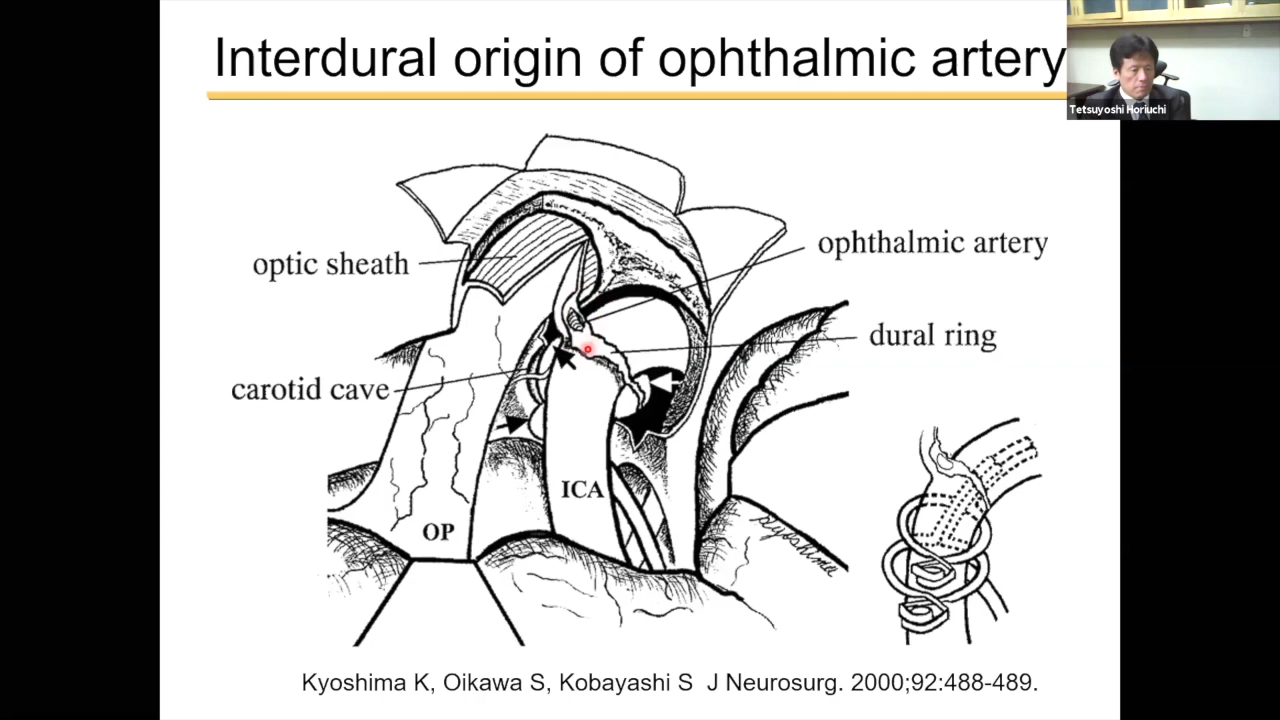 Interdural origin of ophthalmic artery
Tetsuyoshi Horiuchi
ophthalmic artery
optic sheath
dural ring
carotid cave
ICA
OP
Kyoshima
Kyoshima K, Oikawa S, Kobayashi S J Neurosurg. 2000;92:488-489.